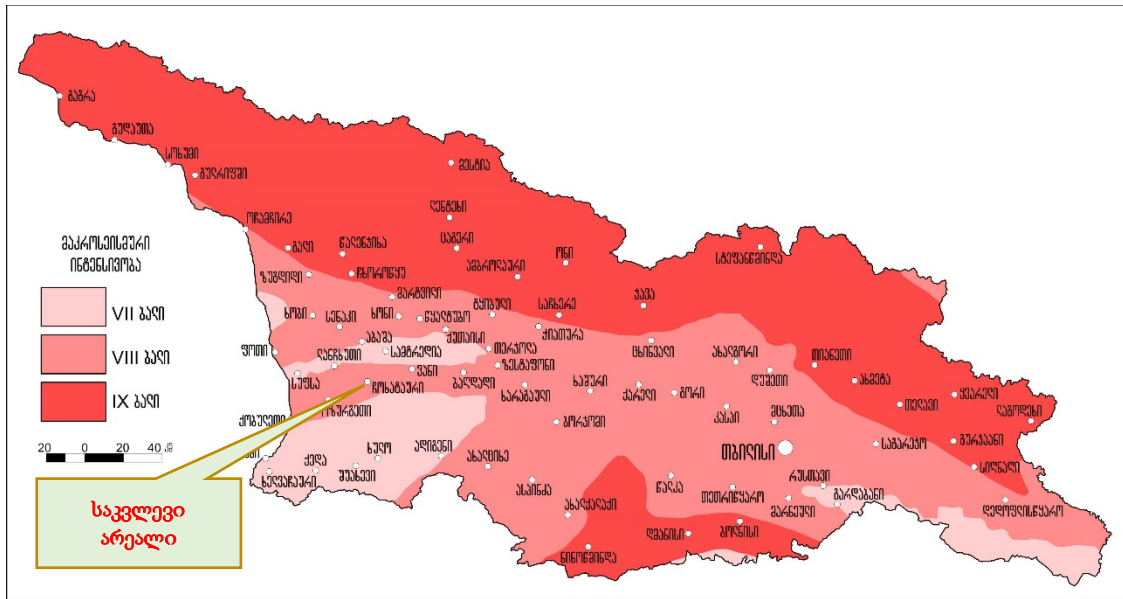 გაგრა
გუდაუთა
სოხუმი
გულრიფში
ოჩამჩირე
მესტია
ლენტეხი
ცაგერი
ონი
ამბროლაური
სტეფანწმინდა
გალი
წალენჯიხა
ზუგდიდი
ჩხოროწყუ
მარტვილი
ხობი
სენაკი
ხონი
წყალტუბო
ტყიბული
საჩხერე
ჯავა
აბაშა
ქუთაისი
ჭიათურა
ფოთი
ლანჩხუთი
სამტრედია
თერჯოლა
ცხინვალი
ახალგორი
თიანეთი
სუფსა
ვანი
ზესტაფონი
დუშეთი
ახმეტა
ჩოხატაური
ბაღდადი
ხარაგაული
ხაშური
ქარელი
გორი
ყვარელი
ოზურგეთი
კასპი
თელავი
ლაგოდეხი
ქობულეთი
ბორჯომი
მცხეთა
გურჯაანი
თბილისი
საგარეჯო
ხულო
ადიგენი
ახალციხე
სიღნაღი
ქედა
შუახევი
ხელვაჩაური
ასპინძა
წალკა
თეთრიწყარო
რუსთავი
გარდაბანი
მარნეული
დედოფლისწყარო
ახალქალაქი
დმანისი
ბოლნისი
ნინოწმინდა
მაკროსეისმური
ინტენსივობა
VII ბალი
VIII ბალი
IX ბალი
20 0 20 40 კმ
საკვლევი
არეალი